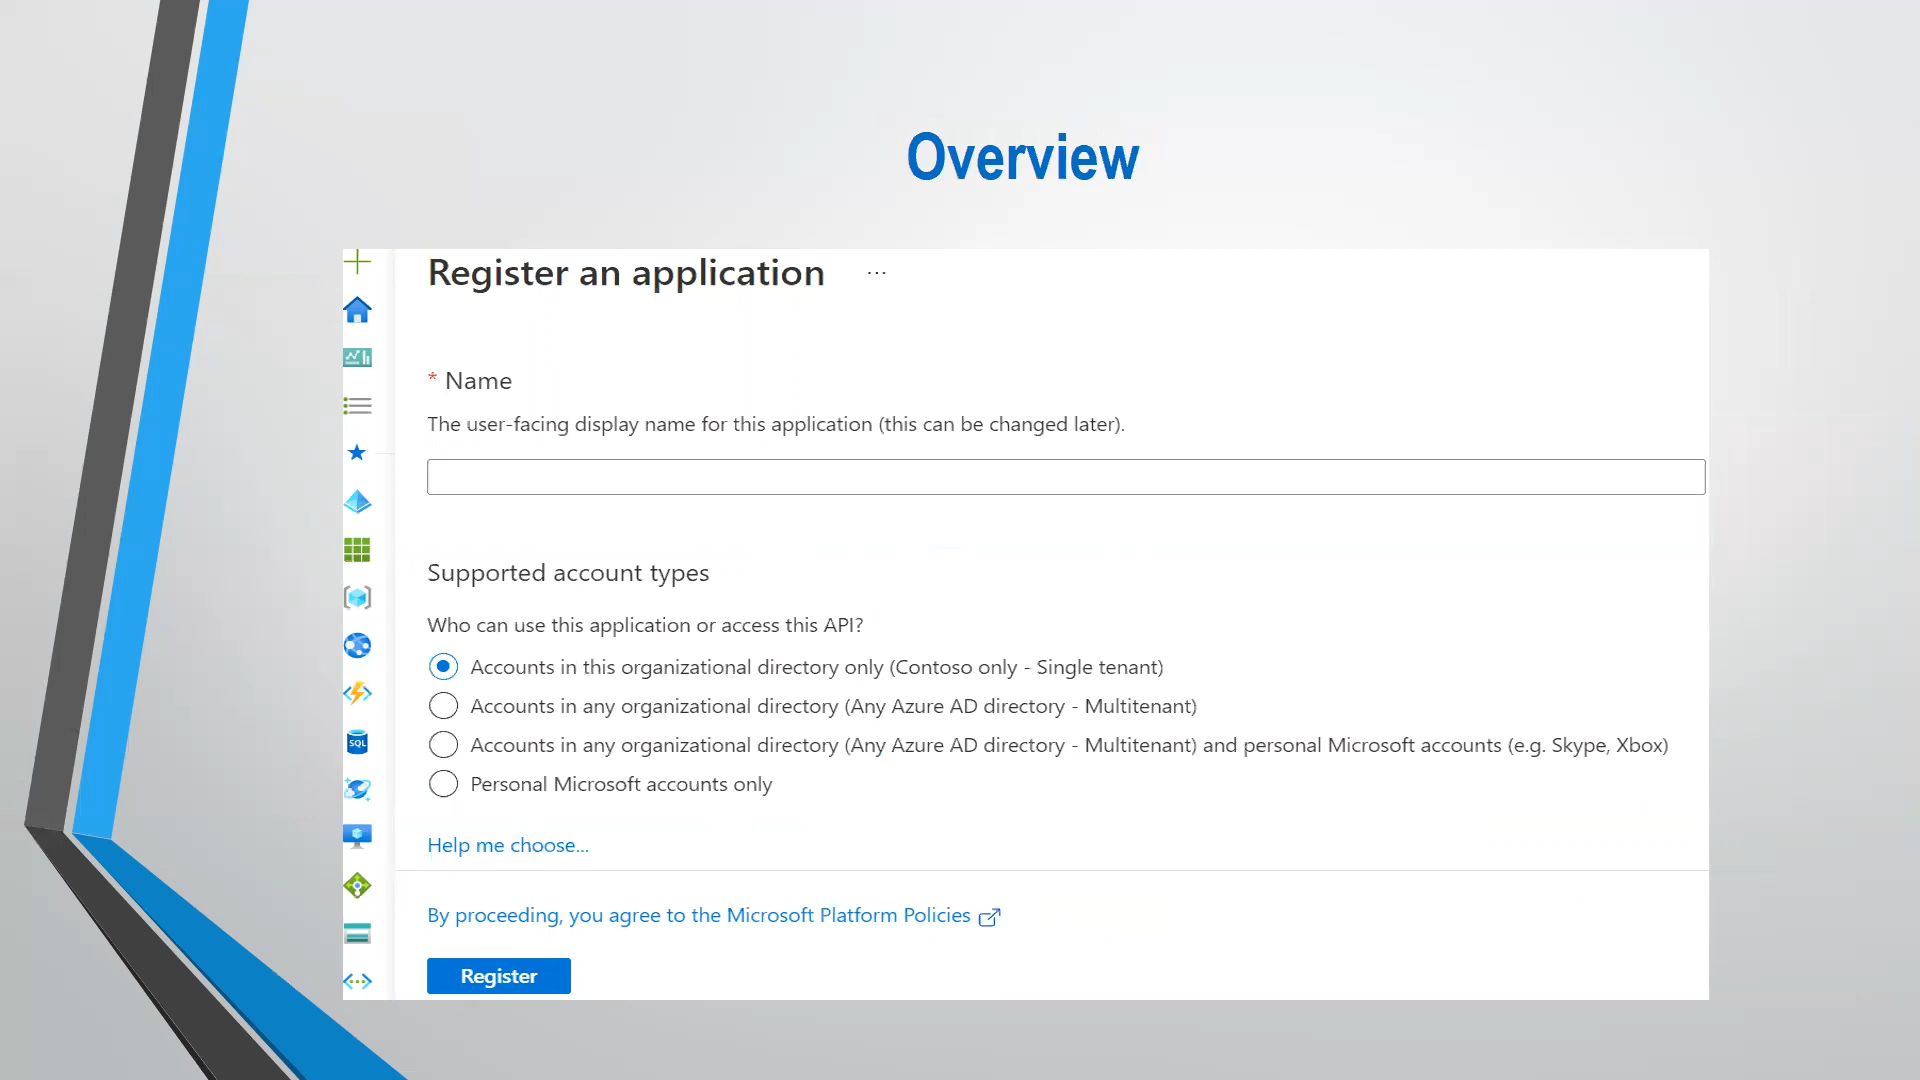 Overview
Register an application ...
* Name
The user-facing display name for this application (this can be changed later).
Supported account types
Who can use this application or access this API?
Accounts in this organizational directory only (Contoso only - Single tenant)
Accounts in any organizational directory (Any Azure AD directory - Multitenant)
Accounts in any organizational directory (Any Azure AD directory - Multitenant) and personal Microsoft accounts (e.g. Skype, Xbox)
SQL
Personal Microsoft accounts only
Help me choose...
By proceeding, you agree to the Microsoft Platform Policies
Register